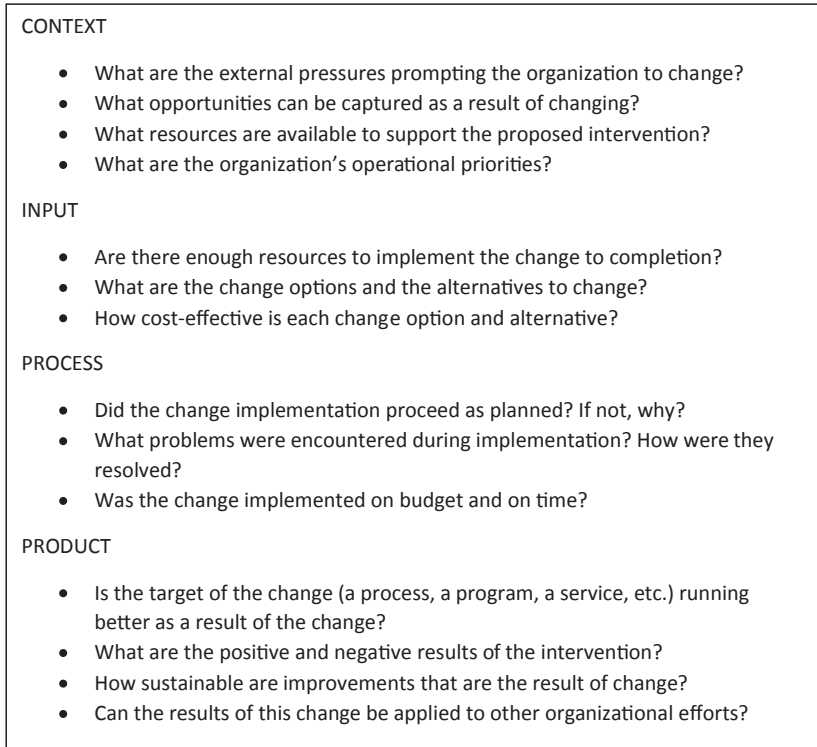 CONTEXT
• What are the external pressures prompting the organization to change?
• What opportunities can be captured as a result of changing?
• What resources are available to support the proposed intervention?
• What are the organization’s operational priorities?
INPUT
• Are there enough resources to implement the change to completion?
• What are the change options and the alternatives to change?
• How cost-effective is each change option and alternative?
PROCESS
• Did the change implementation proceed as planned? If not, why?
• What problems were encountered during implementation? How were they
resolved?
• Was the change implemented on budget and on time?
PRODUCT
• Is the target of the change (a process, a program, a service, etc.) running
better as a result of the change?
• What are the positive and negative results of the intervention?
• How sustainable are improvements that are the result of change?
• Can the results of this change be applied to other organizational efforts?